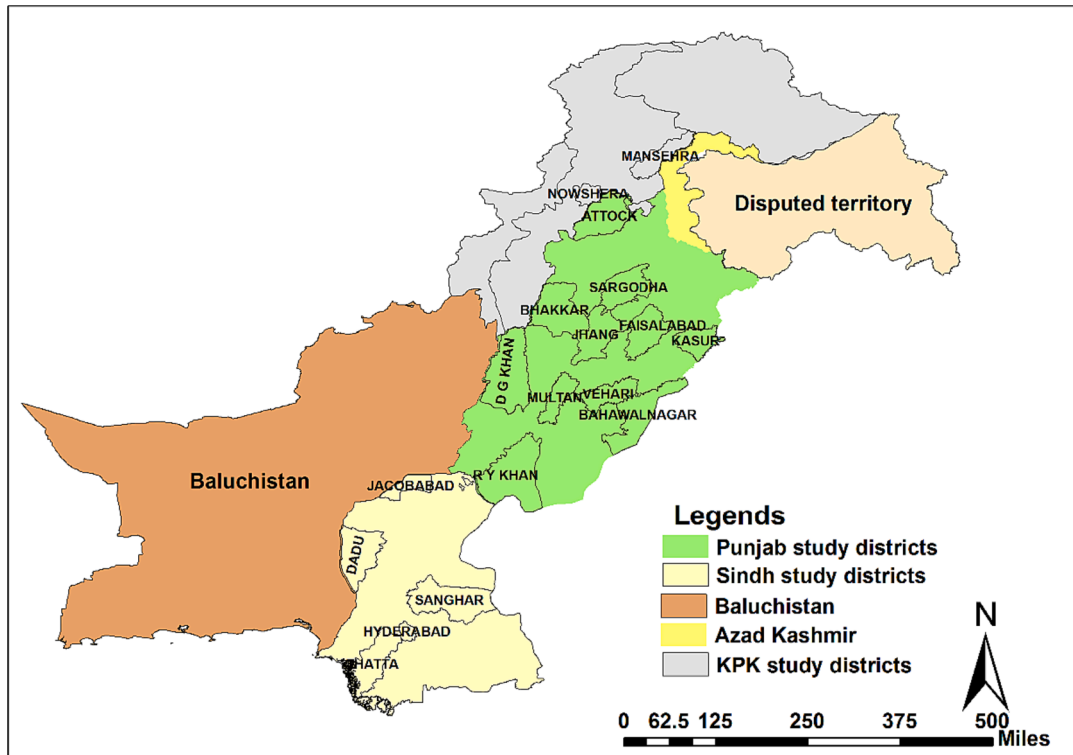 MANSEHRA
NOWSHERA
Disputed territory
ATTOCK
SARGODHA
BHAKKAR
FAISALABAD
JHANG
KASUR
D G KHAN
MULTAN
VEHARI
BAHAWALNAGAR
R Y KHAN
Baluchistan
JACOBABAD
DADU
SANGHAR
HYDERABAD
HATTA
Legends
Punjab study districts
Sindh study districts
Baluchistan
Azad Kashmir
KPK study districts
N
0 62.5 125 250 375 500
Miles